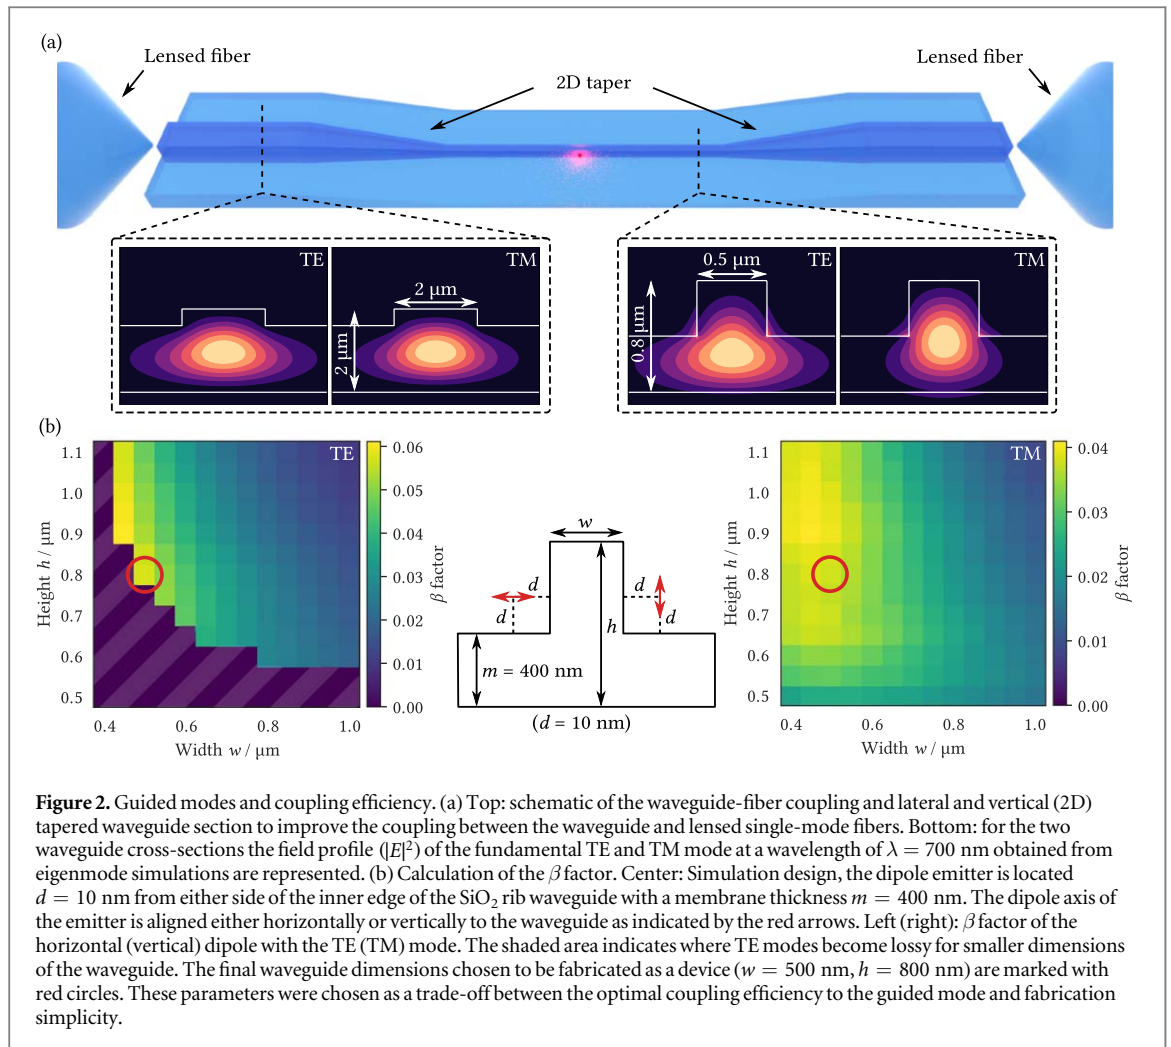 (a)
Lensed fiber
2D taper
Lensed fiber
TE
TM
2 μm
2 μm
0.5 μm
TE
TM
0.8 μm
(b)
TE
1.1
1.0
0.9
0.8
0.7
0.6
0.5
Height h / μm
0.4 0.6 0.8 1.0
Width w / μm
0.06
0.05
0.04
0.03
0.02
0.01
0.00
β factor
w
d
d
d
d
h
m = 400 nm
(d = 10 nm)
TM
1.1
1.0
0.9
0.8
0.7
0.6
0.5
Height h / μm
0.4 0.6 0.8 1.0
Width w / μm
0.04
0.03
0.02
0.01
0.00
β factor
Figure 2. Guided modes and coupling efficiency. (a) Top: schematic of the waveguide-fiber coupling and lateral and vertical (2D)
tapered waveguide section to improve the coupling between the waveguide and lensed single-mode fibers. Bottom: for the two
waveguide cross-sections the field profile (|E|²) of the fundamental TE and TM mode at a wavelength of λ = 700 nm obtained from
eigenmode simulations are represented. (b) Calculation of the β factor. Center: Simulation design, the dipole emitter is located
d = 10 nm from either side of the inner edge of the SiO₂ rib waveguide with a membrane thickness m = 400 nm. The dipole axis of
the emitter is aligned either horizontally or vertically to the waveguide as indicated by the red arrows. Left (right): β factor of the
horizontal (vertical) dipole with the TE (TM) mode. The shaded area indicates where TE modes become lossy for smaller dimensions
of the waveguide. The final waveguide dimensions chosen to be fabricated as a device (w = 500 nm, h = 800 nm) are marked with
red circles. These parameters were chosen as a trade-off between the optimal coupling efficiency to the guided mode and fabrication
simplicity.